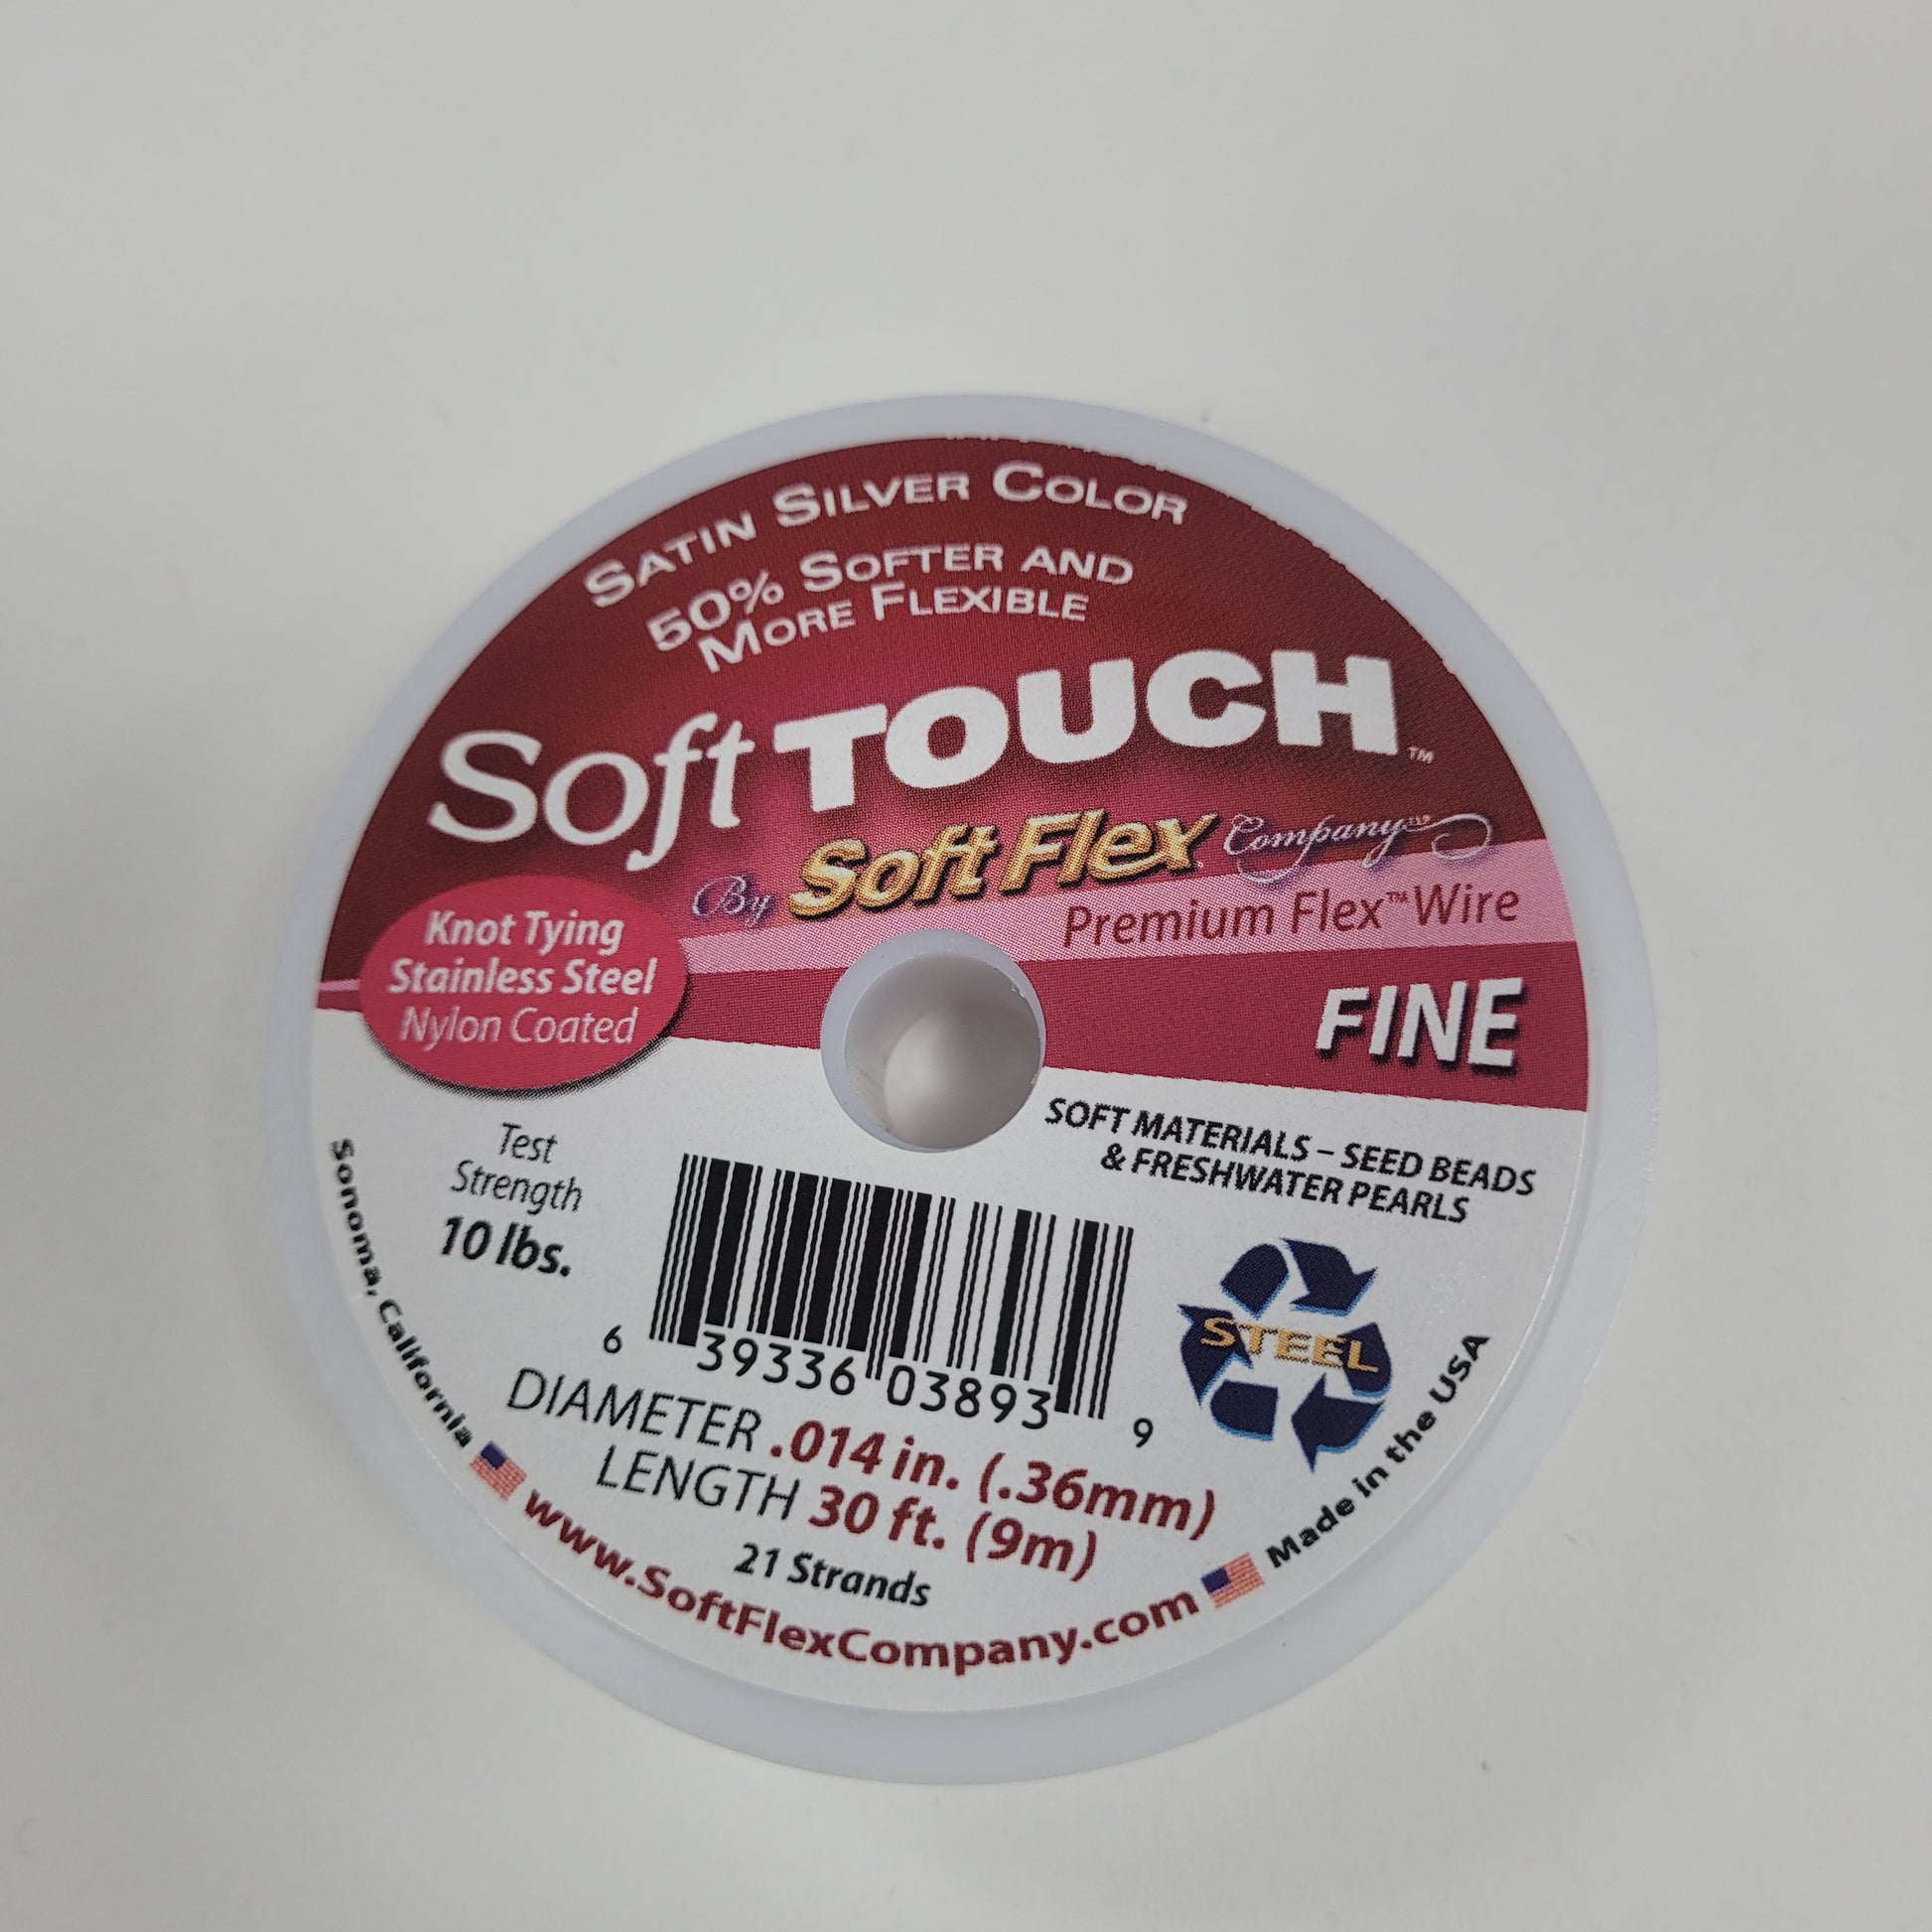 SATIN SILVER COLOR
50% SOFTER AND
MORE FLEXIBLE
Soft TOUCH™
By Soft Flex Company™
Premium Flex™ Wire
Knot Tying
Stainless Steel
Nylon Coated
FINE
SOFT MATERIALS – SEED BEADS
& FRESHWATER PEARLS
Test
Strength
10 lbs.
6 39336 03893 9
STEEL
DIAMETER .014 in. (.36mm)
LENGTH 30 ft. (9m)
21 Strands
Sonoma, California
www.SoftFlexCompany.com
Made in the USA